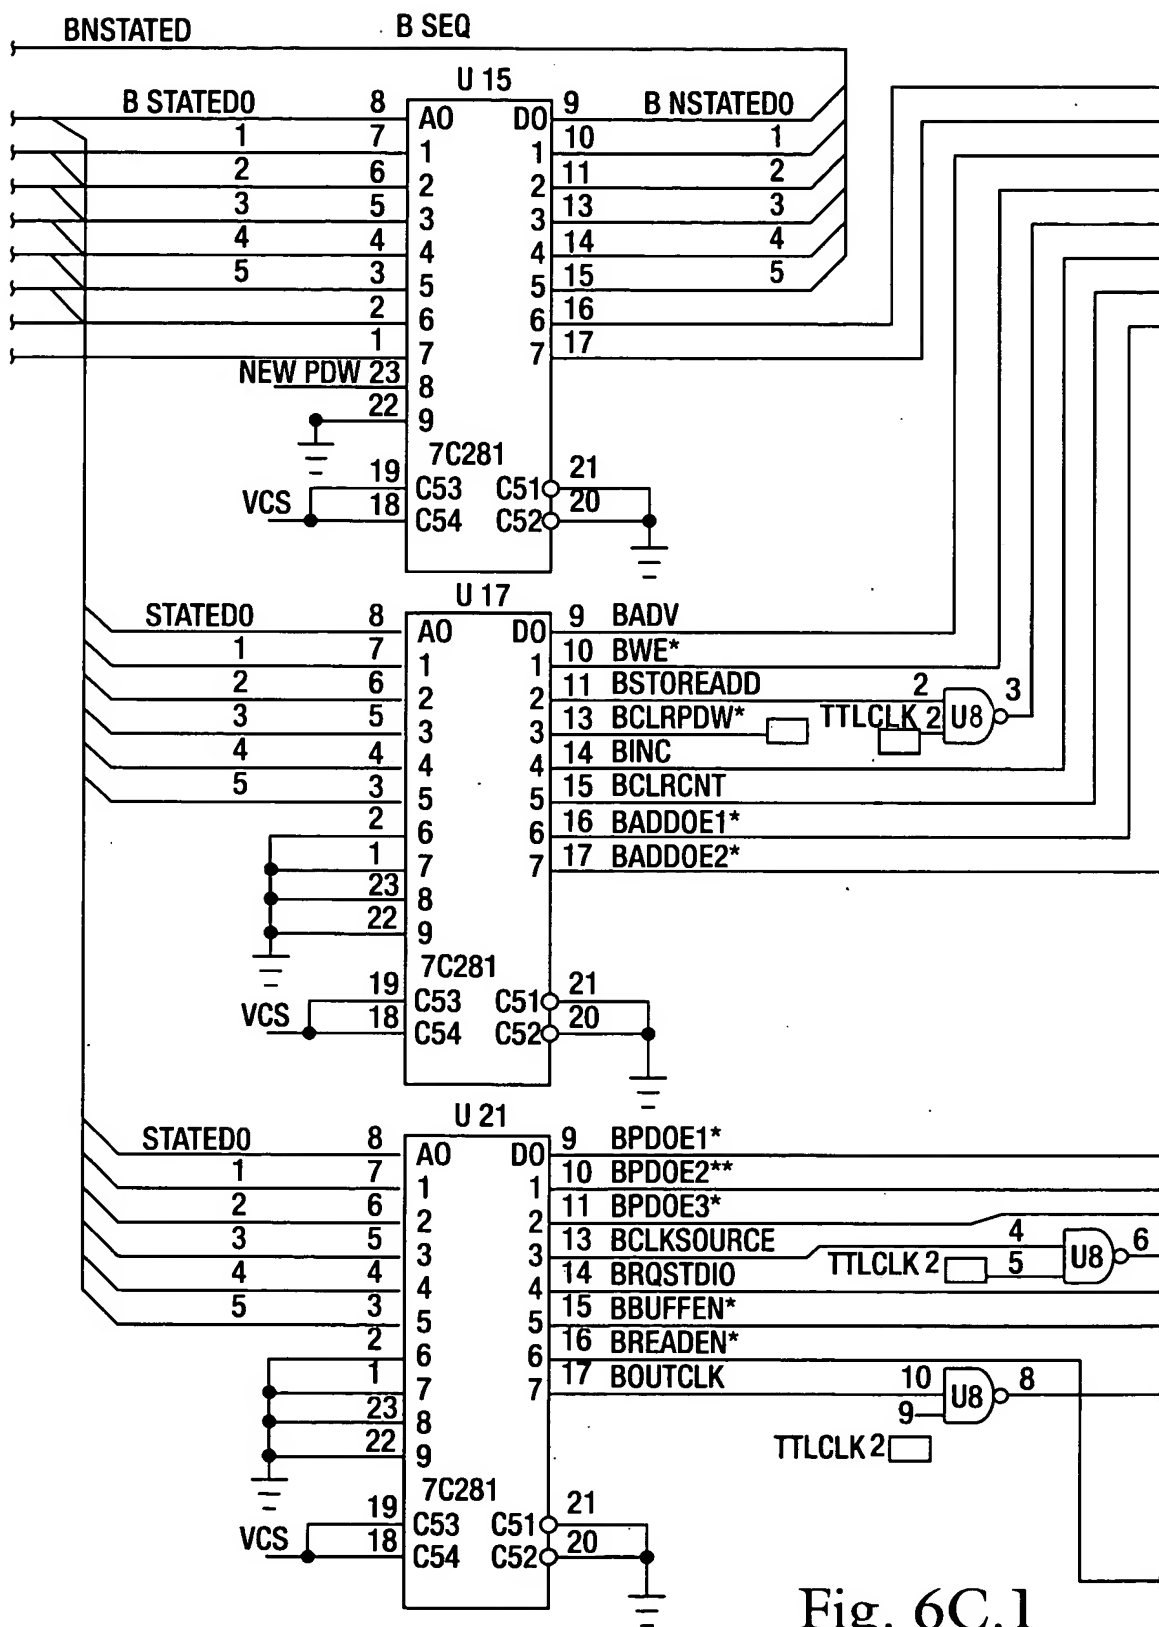 BNSTATED B SEQ
U 15
B STATED0 8 A0 D0 9 B NSTATED0
1 7 1 1 10 1
2 6 2 2 11 2
3 5 3 3 13 3
4 4 4 4 14 4
5 3 5 5 15 5
2 6 6 16
1 7 7 17
NEW PDW 23 8
22 9
7C281
19 C53 C51 21
VCS 18 C54 C52 20
U 17
STATED0 8 A0 D0 9 BADV
1 7 1 1 10 BWE*
2 6 2 2 11 BSTOREADD 2 U8 3
3 5 3 3 13 BCLRPDW* TTLCLK 2
4 4 4 4 14 BINC
5 3 5 5 15 BCLRCNT
2 6 6 16 BADDOE1*
1 7 7 17 BADDOE2*
23 8
22 9
7C281
19 C53 C51 21
VCS 18 C54 C52 20
U 21
STATED0 8 A0 D0 9 BPDOE1*
1 7 1 1 10 BPDOE2**
2 6 2 2 11 BPDOE3*
3 5 3 3 13 BCLKSOURCE 4 U8 6
4 4 4 4 14 BRQSTDIO TTLCLK 2 5
5 3 5 5 15 BBUFFEN*
2 6 6 16 BREADEN*
1 7 7 17 BOUTCLK 10 U8 8
23 8 9
22 9 TTLCLK 2
7C281
19 C53 C51 21
VCS 18 C54 C52 20
Fig. 6C.1